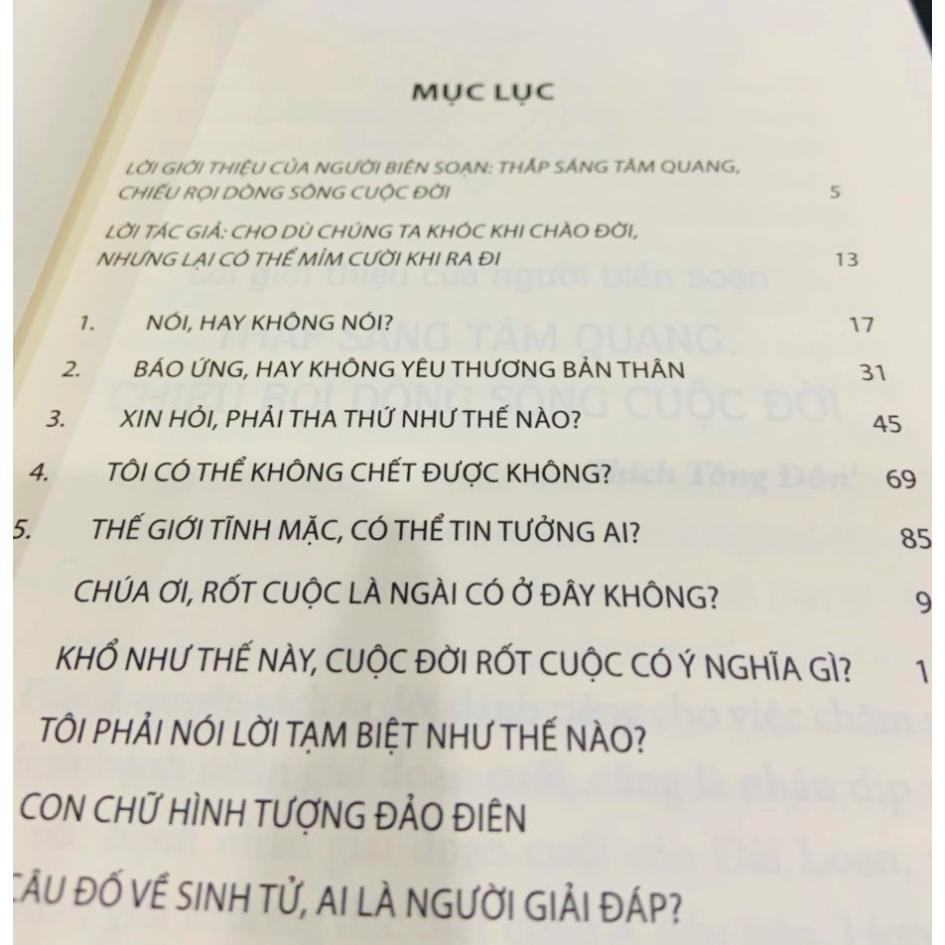 MỤC LỤC
LỜI GIỚI THIỆU CỦA NGƯỜI BIÊN SOẠN: THẮP SÁNG TÂM QUANG,
CHIẾU RỌI DÒNG SÔNG CUỘC ĐỜI 5
LỜI TÁC GIẢ: CHO DÙ CHÚNG TA KHÓC KHI CHÀO ĐỜI,
NHƯNG LẠI CÓ THỂ MỈM CƯỜI KHI RA ĐI 13
1. NÓI, HAY KHÔNG NÓI? 17
2. BÁO ỨNG, HAY KHÔNG YÊU THƯƠNG BẢN THÂN 31
3. XIN HỎI, PHẢI THA THỨ NHƯ THẾ NÀO? 45
4. TÔI CÓ THỂ KHÔNG CHẾT ĐƯỢC KHÔNG? 69
5. THẾ GIỚI TĨNH MẶC, CÓ THỂ TIN TƯỞNG AI? 85
CHÚA ƠI, RỐT CUỘC LÀ NGÀI CÓ Ở ĐÂY KHÔNG? 9
KHỔ NHƯ THẾ NÀY, CUỘC ĐỜI RỐT CUỘC CÓ Ý NGHĨA GÌ? 1
TÔI PHẢI NÓI LỜI TẠM BIỆT NHƯ THẾ NÀO?
CON CHỮ HÌNH TƯỢNG ĐẢO ĐIÊN
CÂU ĐỐ VỀ SINH TỬ, AI LÀ NGƯỜI GIẢI ĐÁP?